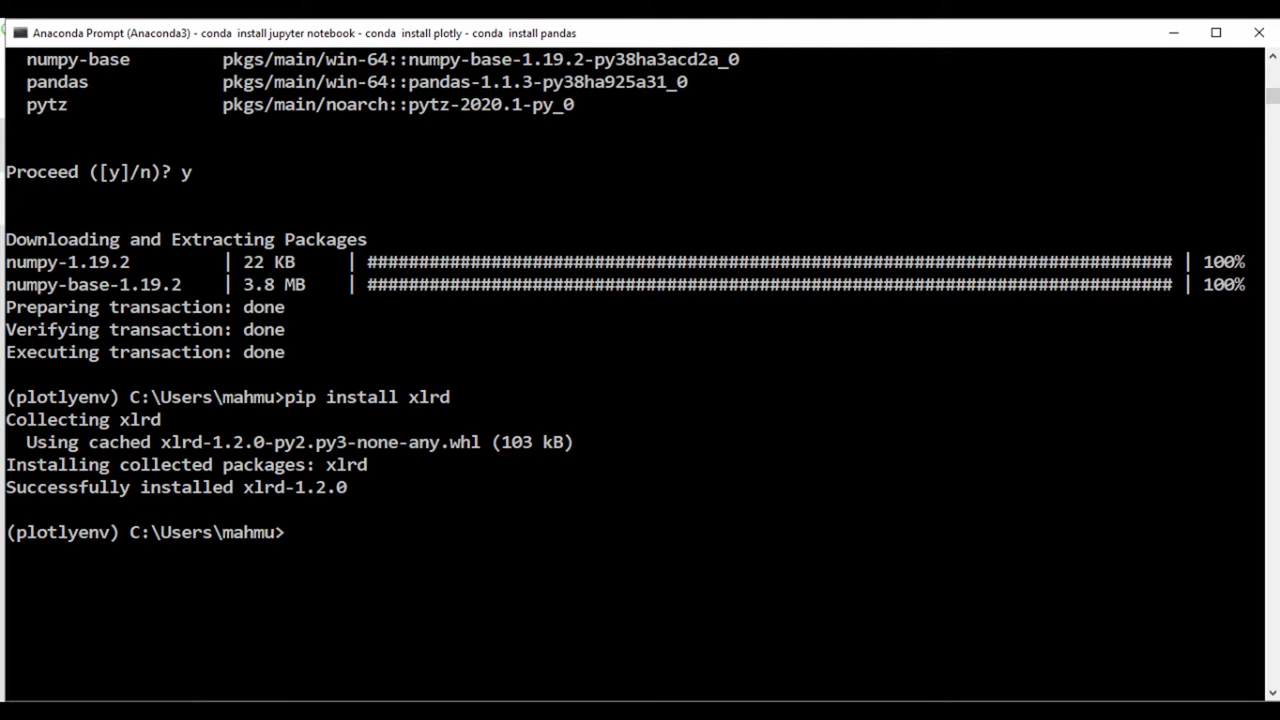 Anaconda Prompt (Anaconda3) - conda  install jupyter notebook - conda  install plotly - conda  install pandas
numpy-base         pkgs/main/win-64::numpy-base-1.19.2-py38ha3acd2a_0
pandas             pkgs/main/win-64::pandas-1.1.3-py38ha925a31_0
pytz               pkgs/main/noarch::pytz-2020.1-py_0
Proceed ([y]/n)? y
Downloading and Extracting Packages
numpy-1.19.2         | 22 KB     | ############################################################################## | 100%
numpy-base-1.19.2    | 3.8 MB    | ############################################################################## | 100%
Preparing transaction: done
Verifying transaction: done
Executing transaction: done
(plotlyenv) C:\Users\mahmu>pip install xlrd
Collecting xlrd
  Using cached xlrd-1.2.0-py2.py3-none-any.whl (103 kB)
Installing collected packages: xlrd
Successfully installed xlrd-1.2.0
(plotlyenv) C:\Users\mahmu>